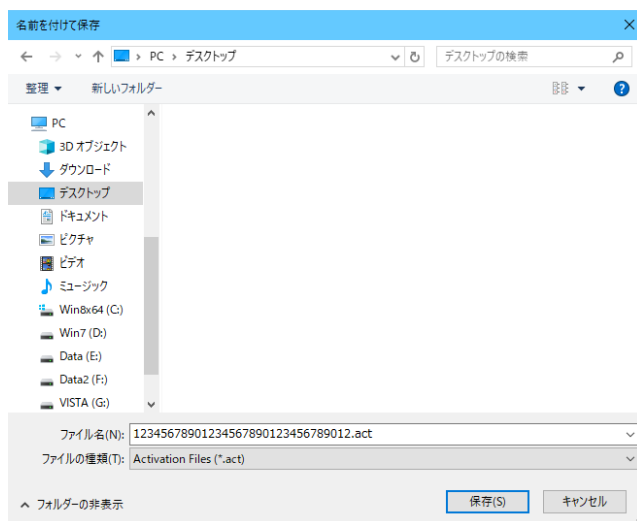 名前を付けて保存
PC › デスクトップ
デスクトップの検索
整理
新しいフォルダー
PC
3D オブジェクト
ダウンロード
デスクトップ
ドキュメント
ピクチャ
ビデオ
ミュージック
Win8x64 (C:)
Win7 (D:)
Data (E:)
Data2 (F:)
VISTA (G:)
ファイル名(N): 12345678901234567890123456789012.act
ファイルの種類(T): Activation Files (*.act)
フォルダーの非表示
保存(S)
キャンセル